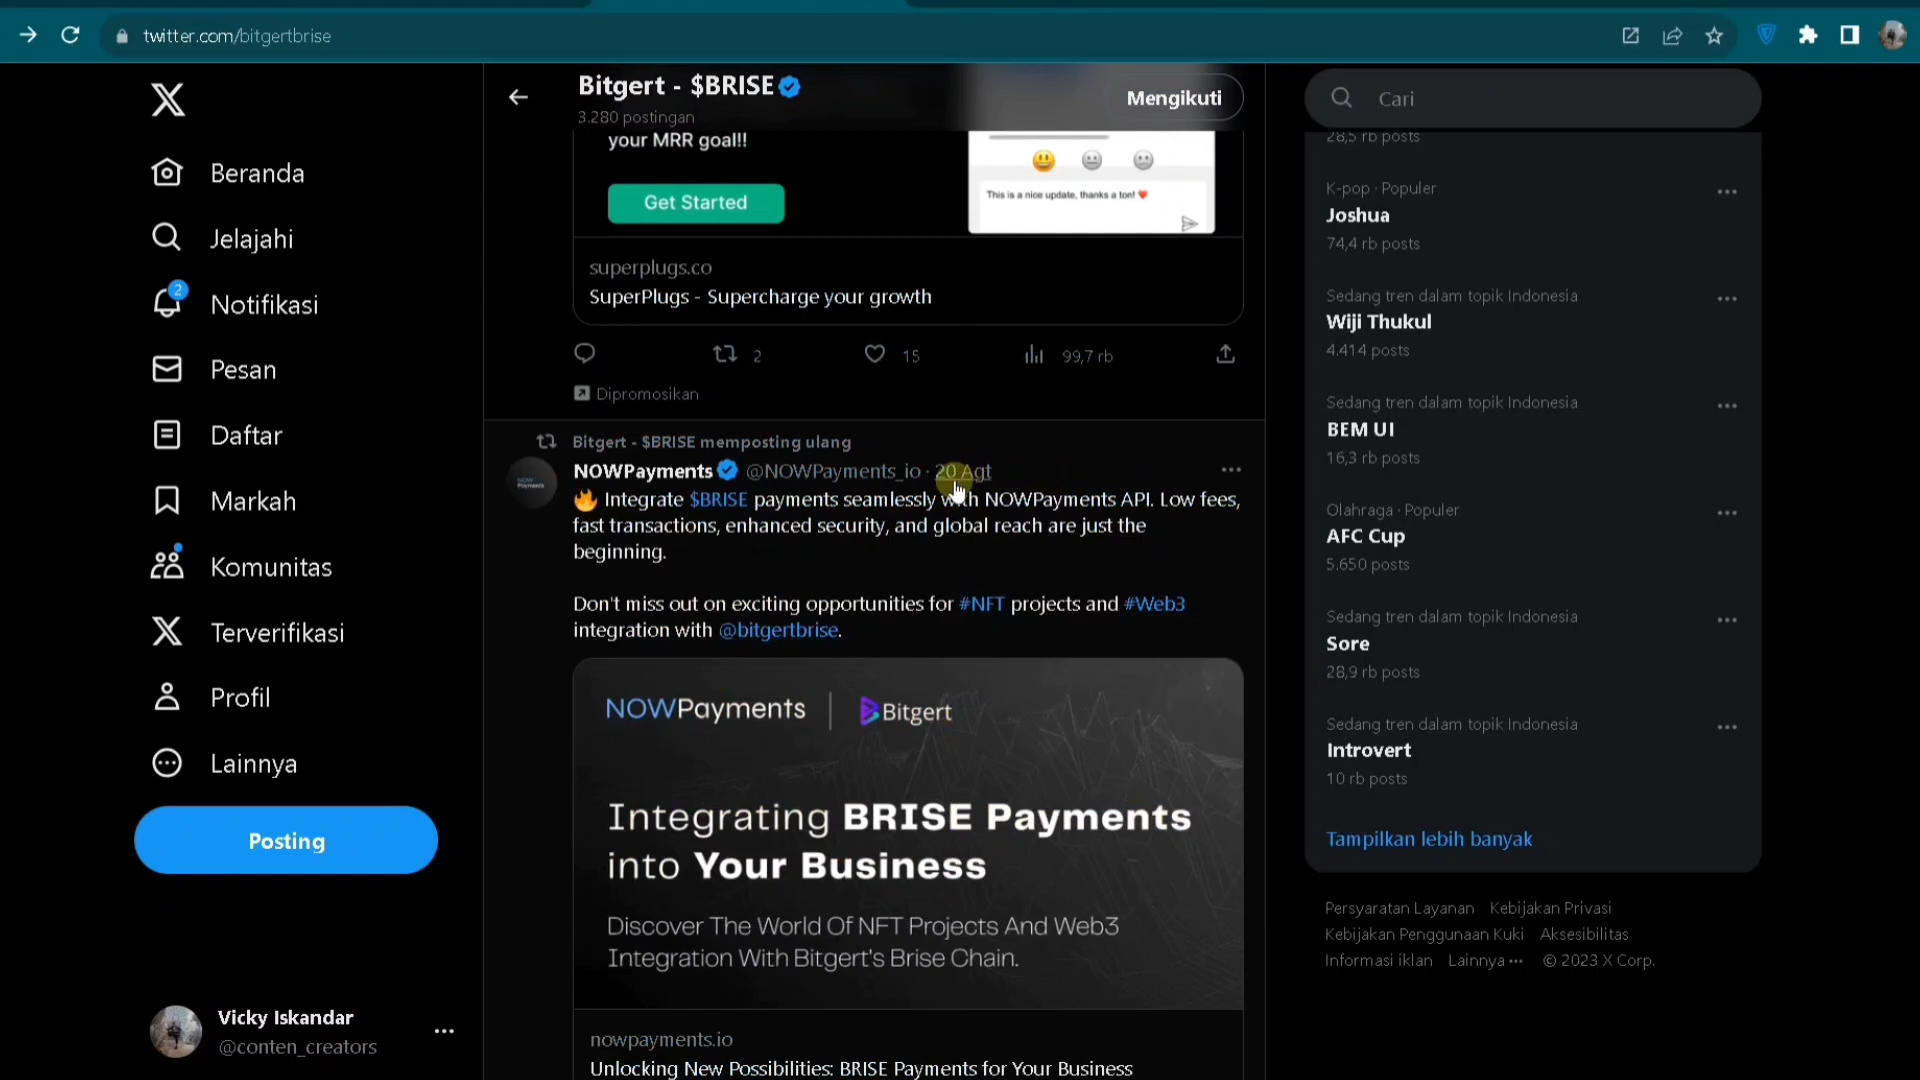 twitter.com/bitgertbrise
Bitgert - $BRISE
3.280 postingan
Mengikuti
Cari
Beranda
Jelajahi
2
Notifikasi
Pesan
Daftar
Markah
Komunitas
Terverifikasi
Profil
Lainnya
Posting
Vicky Iskandar
@conten_creators
your MRR goal!!
Get Started
This is a nice update, thanks a ton! ❤️
superplugs.co
SuperPlugs - Supercharge your growth
2
15
99,7 rb
Dipromosikan
Bitgert - $BRISE memposting ulang
NOWPayments @NOWPayments_io · 20 Agt
🔥 Integrate $BRISE payments seamlessly with NOWPayments API. Low fees,
fast transactions, enhanced security, and global reach are just the
beginning.
Don't miss out on exciting opportunities for #NFT projects and #Web3
integration with @bitgertbrise.
NOWPayments | Bitgert
Integrating BRISE Payments
into Your Business
Discover The World Of NFT Projects And Web3
Integration With Bitgert's Brise Chain.
nowpayments.io
Unlocking New Possibilities: BRISE Payments for Your Business
28,5 rb posts
K-pop · Populer
Joshua
74,4 rb posts
Sedang tren dalam topik Indonesia
Wiji Thukul
4.414 posts
Sedang tren dalam topik Indonesia
BEM UI
16,3 rb posts
Olahraga · Populer
AFC Cup
5.650 posts
Sedang tren dalam topik Indonesia
Sore
28,9 rb posts
Sedang tren dalam topik Indonesia
Introvert
10 rb posts
Tampilkan lebih banyak
Persyaratan Layanan Kebijakan Privasi
Kebijakan Penggunaan Kuki Aksesibilitas
Informasi iklan Lainnya ··· © 2023 X Corp.